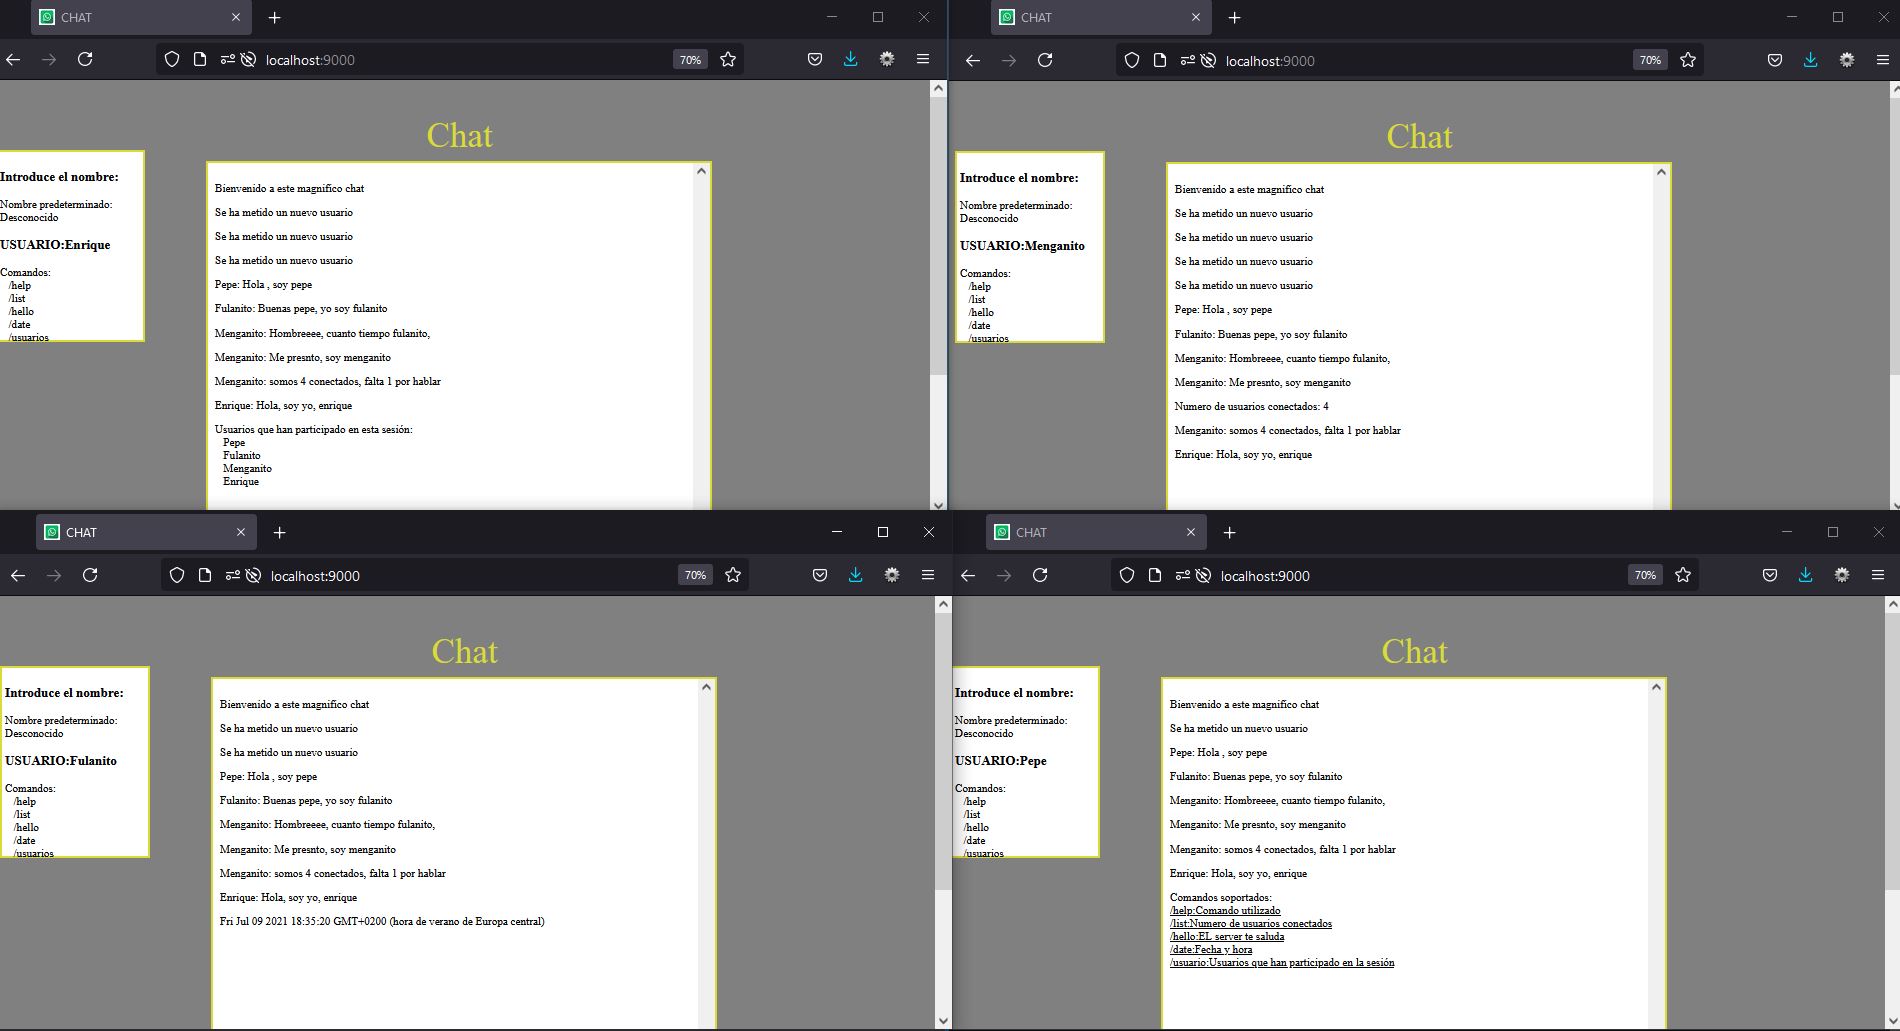 CHAT
localhost:9000
70%
Chat
Introduce el nombre:
Nombre predeterminado:
Desconocido
USUARIO:Enrique
Comandos:
/help
/list
/hello
/date
/usuarios
Bienvenido a este magnifico chat
Se ha metido un nuevo usuario
Se ha metido un nuevo usuario
Se ha metido un nuevo usuario
Pepe: Hola , soy pepe
Fulanito: Buenas pepe, yo soy fulanito
Menganito: Hombreeee, cuanto tiempo fulanito,
Menganito: Me presnto, soy menganito
Menganito: somos 4 conectados, falta 1 por hablar
Enrique: Hola, soy yo, enrique
Usuarios que han participado en esta sesión:
Pepe
Fulanito
Menganito
Enrique
CHAT
localhost:9000
70%
Chat
Introduce el nombre:
Nombre predeterminado:
Desconocido
USUARIO:Menganito
Comandos:
/help
/list
/hello
/date
/usuarios
Bienvenido a este magnifico chat
Se ha metido un nuevo usuario
Se ha metido un nuevo usuario
Se ha metido un nuevo usuario
Se ha metido un nuevo usuario
Pepe: Hola , soy pepe
Fulanito: Buenas pepe, yo soy fulanito
Menganito: Hombreeee, cuanto tiempo fulanito,
Menganito: Me presnto, soy menganito
Numero de usuarios conectados: 4
Menganito: somos 4 conectados, falta 1 por hablar
Enrique: Hola, soy yo, enrique
CHAT
localhost:9000
70%
Chat
Introduce el nombre:
Nombre predeterminado:
Desconocido
USUARIO:Fulanito
Comandos:
/help
/list
/hello
/date
/usuarios
Bienvenido a este magnifico chat
Se ha metido un nuevo usuario
Se ha metido un nuevo usuario
Pepe: Hola , soy pepe
Fulanito: Buenas pepe, yo soy fulanito
Menganito: Hombreeee, cuanto tiempo fulanito,
Menganito: Me presnto, soy menganito
Menganito: somos 4 conectados, falta 1 por hablar
Enrique: Hola, soy yo, enrique
Fri Jul 09 2021 18:35:20 GMT+0200 (hora de verano de Europa central)
CHAT
localhost:9000
70%
Chat
Introduce el nombre:
Nombre predeterminado:
Desconocido
USUARIO:Pepe
Comandos:
/help
/list
/hello
/date
/usuarios
Bienvenido a este magnifico chat
Se ha metido un nuevo usuario
Pepe: Hola , soy pepe
Fulanito: Buenas pepe, yo soy fulanito
Menganito: Hombreeee, cuanto tiempo fulanito,
Menganito: Me presnto, soy menganito
Menganito: somos 4 conectados, falta 1 por hablar
Enrique: Hola, soy yo, enrique
Comandos soportados:
/help:Comando utilizado
/list:Numero de usuarios conectados
/hello:EL server te saluda
/date:Fecha y hora
/usuario:Usuarios que han participado en la sesión